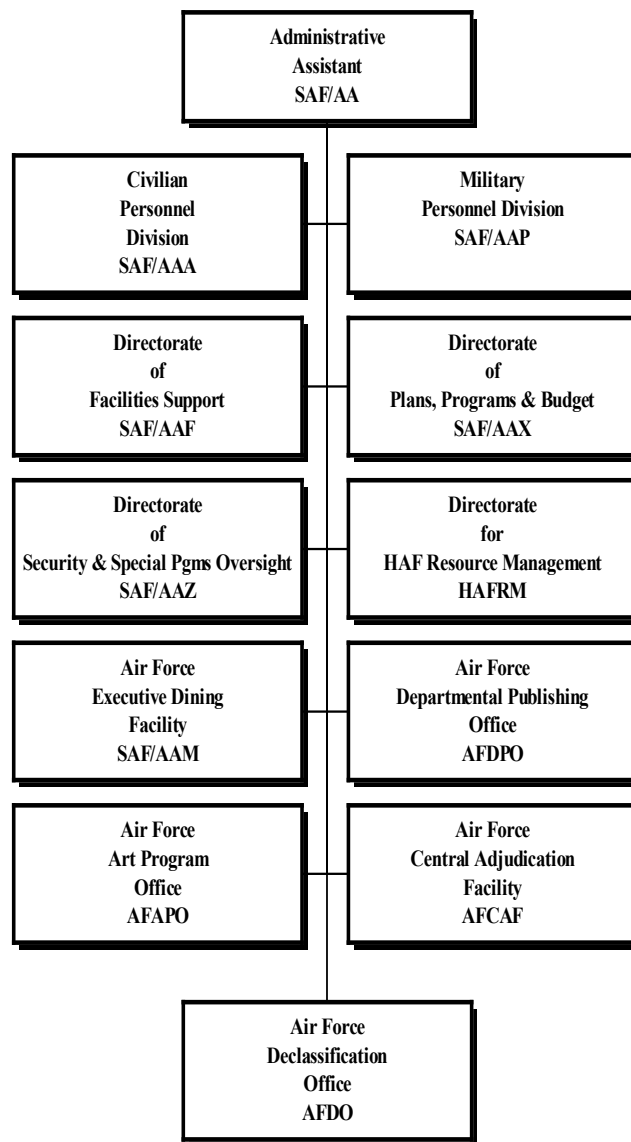 Administrative
Assistant
SAF/AA
Civilian
Personnel
Division
SAF/AAA
Military
Personnel Division
SAF/AAP
Directorate
of
Facilities Support
SAF/AAF
Directorate
of
Plans, Programs & Budget
SAF/AAX
Directorate
of
Security & Special Pgms Oversight
SAF/AAZ
Directorate
for
HAF Resource Management
HAFRM
Air Force
Executive Dining
Facility
SAF/AAM
Air Force
Departmental Publishing
Office
AFDPO
Air Force
Art Program
Office
AFAPO
Air Force
Central Adjudication
Facility
AFCAF
Air Force
Declassification
Office
AFDO